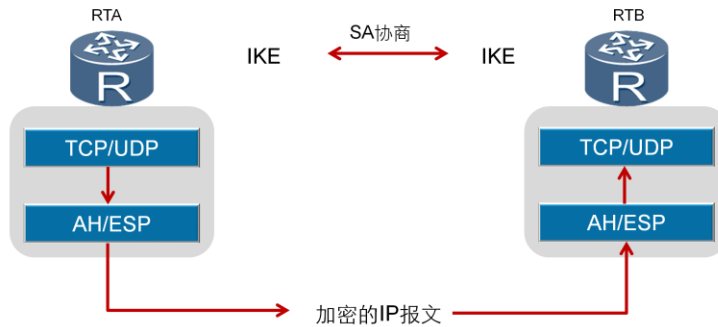 RTA
RTB
SA协商
IKE
IKE
R
R
TCP/UDP
TCP/UDP
AH/ESP
AH/ESP
加密的IP报文